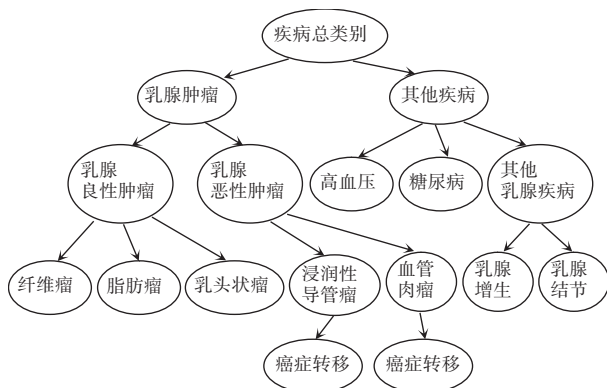 疾病总类别
乳腺肿瘤
其他疾病
乳腺
良性肿瘤
乳腺
恶性肿瘤
高血压
糖尿病
其他
乳腺疾病
纤维瘤
脂肪瘤
乳头状瘤
浸润性
导管瘤
血管
肉瘤
乳腺
增生
乳腺
结节
癌症转移
癌症转移